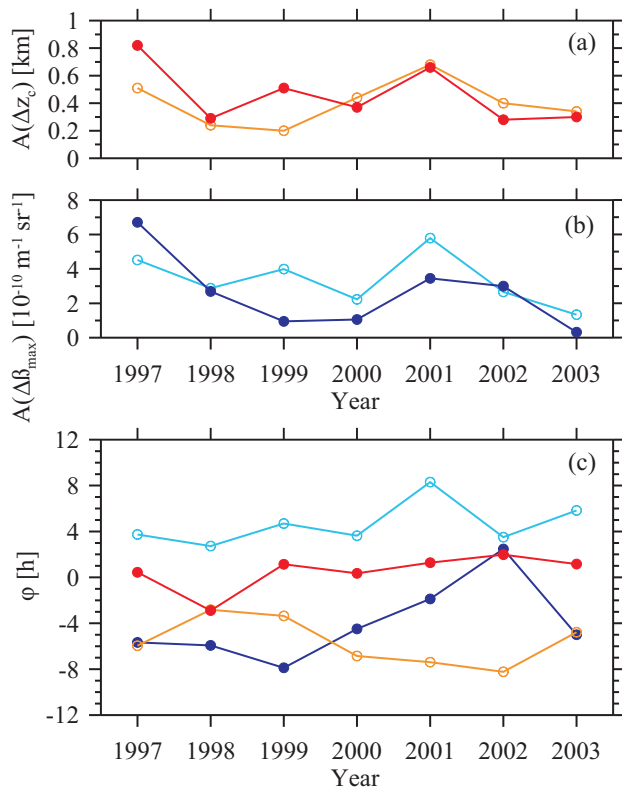 1
0.8
0.6
0.4
0.2
0
A(Δz_c) [km]
(a)
8
6
4
2
0
A(Δß_max) [10⁻¹⁰ m⁻¹ sr⁻¹]
(b)
1997 1998 1999 2000 2001 2002 2003
Year
12
8
4
0
-4
-8
-12
φ [h]
(c)
1997 1998 1999 2000 2001 2002 2003
Year